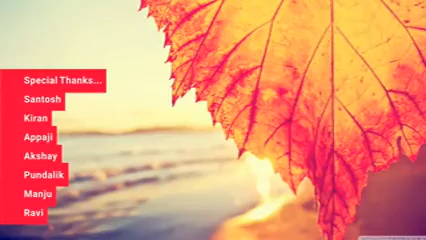 Special Thanks...
Santosh
Kiran
Appaji
Akshay
Pundalik
Manju
Ravi